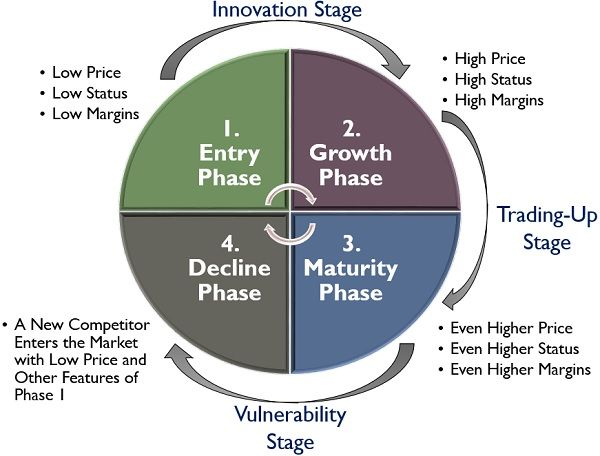 Innovation Stage
• Low Price
• Low Status
• Low Margins
• High Price
• High Status
• High Margins
1.
Entry
Phase
2.
Growth
Phase
Trading-Up
Stage
4.
Decline
Phase
3.
Maturity
Phase
• A New Competitor
Enters the Market
with Low Price and
Other Features of
Phase 1
• Even Higher Price
• Even Higher Status
• Even Higher Margins
Vulnerability
Stage